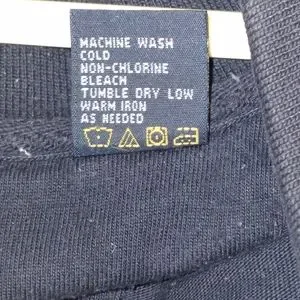 MACHINE WASH
COLD
NON-CHLORINE
BLEACH
TUMBLE DRY LOW
WARM IRON
AS NEEDED